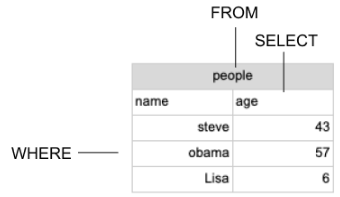 FROM
SELECT
people
name age
steve 43
WHERE obama 57
Lisa 6